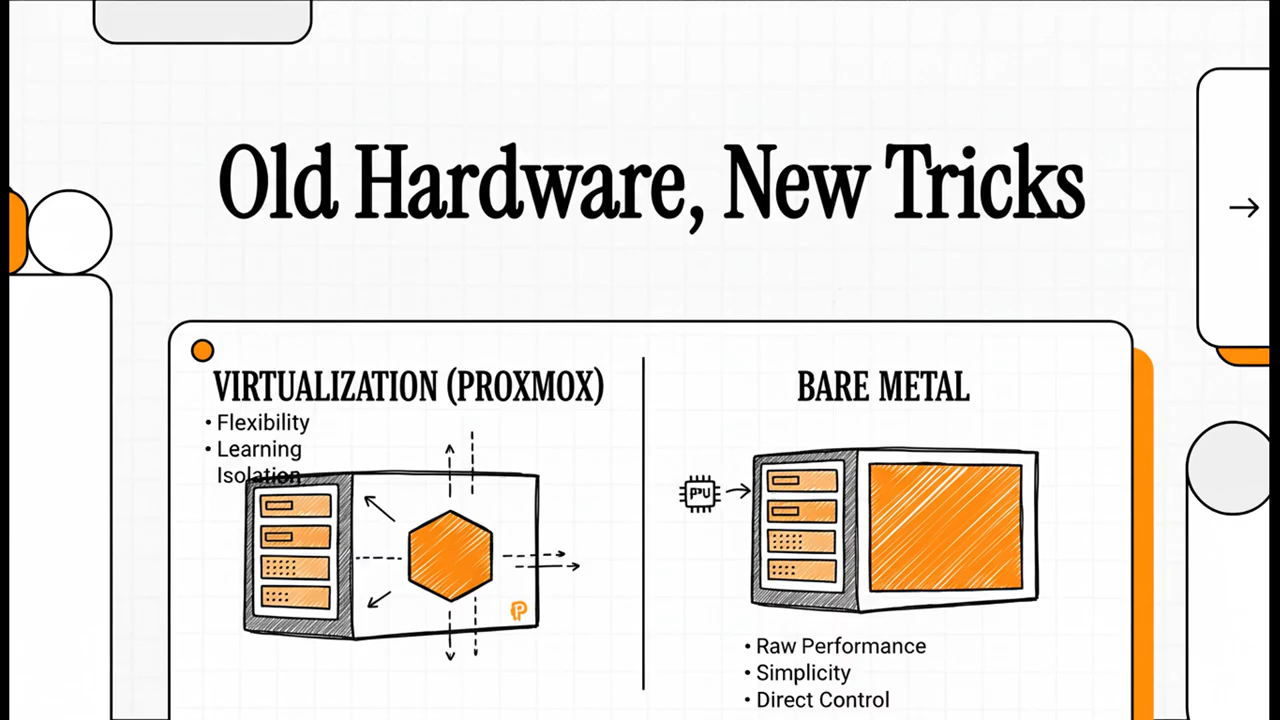 Old Hardware, New Tricks
VIRTUALIZATION (PROXMOX)
• Flexibility
• Learning
Isolation
BARE METAL
• Raw Performance
• Simplicity
• Direct Control